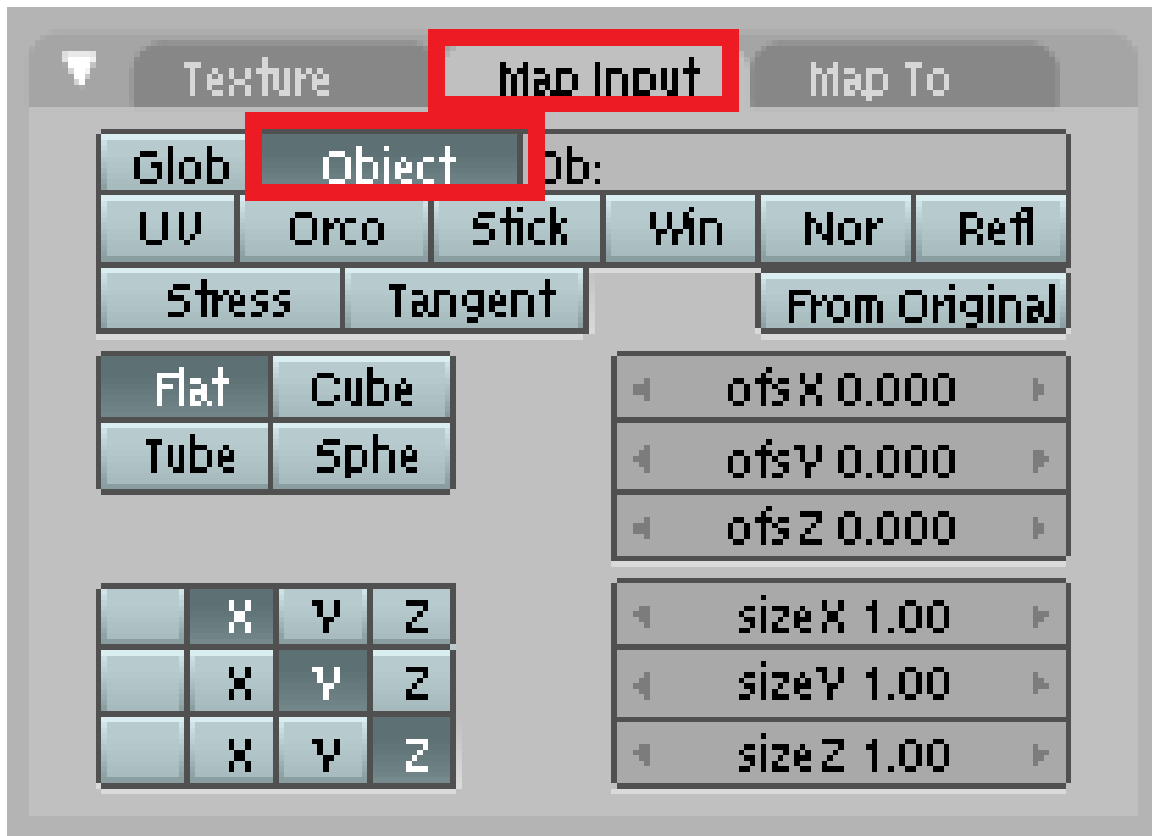 Texture Map Input Map To
Glob Object Ob:
UV Orco Stick Win Nor Refl
Stress Tangent From Original
Flat Cube ofsX 0.000
Tube Sphe ofsY 0.000
ofsZ 0.000
X Y Z sizeX 1.00
X Y Z sizeY 1.00
X Y Z sizeZ 1.00